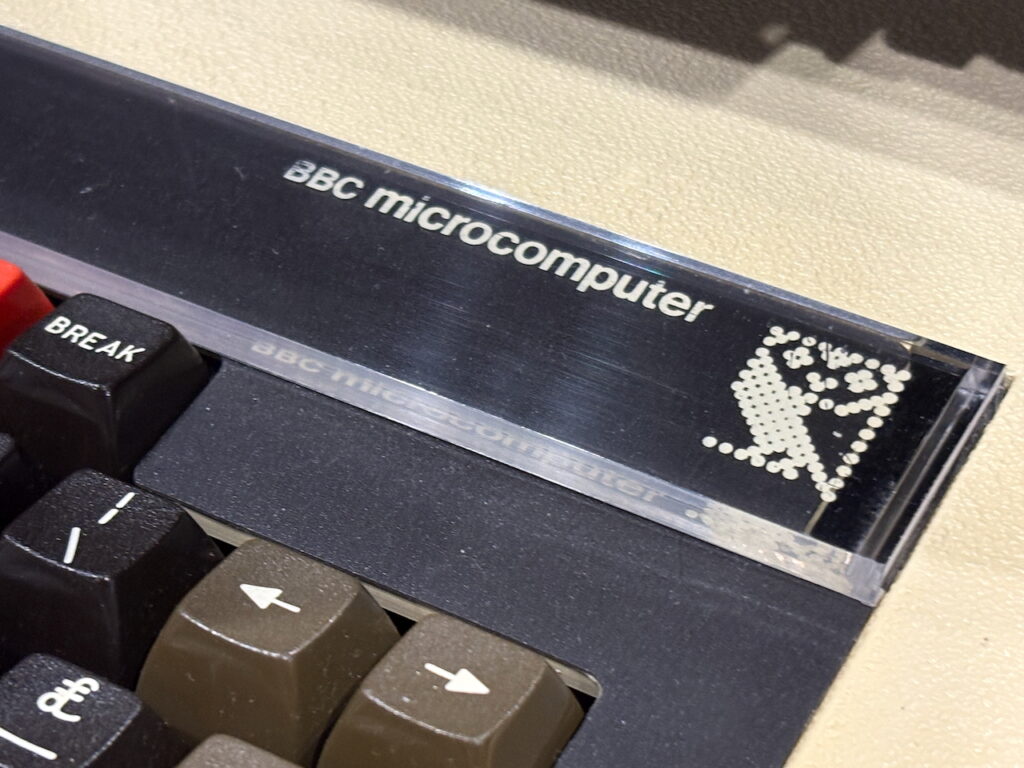 BBC microcomputer
BREAK
| \
← →
£
_